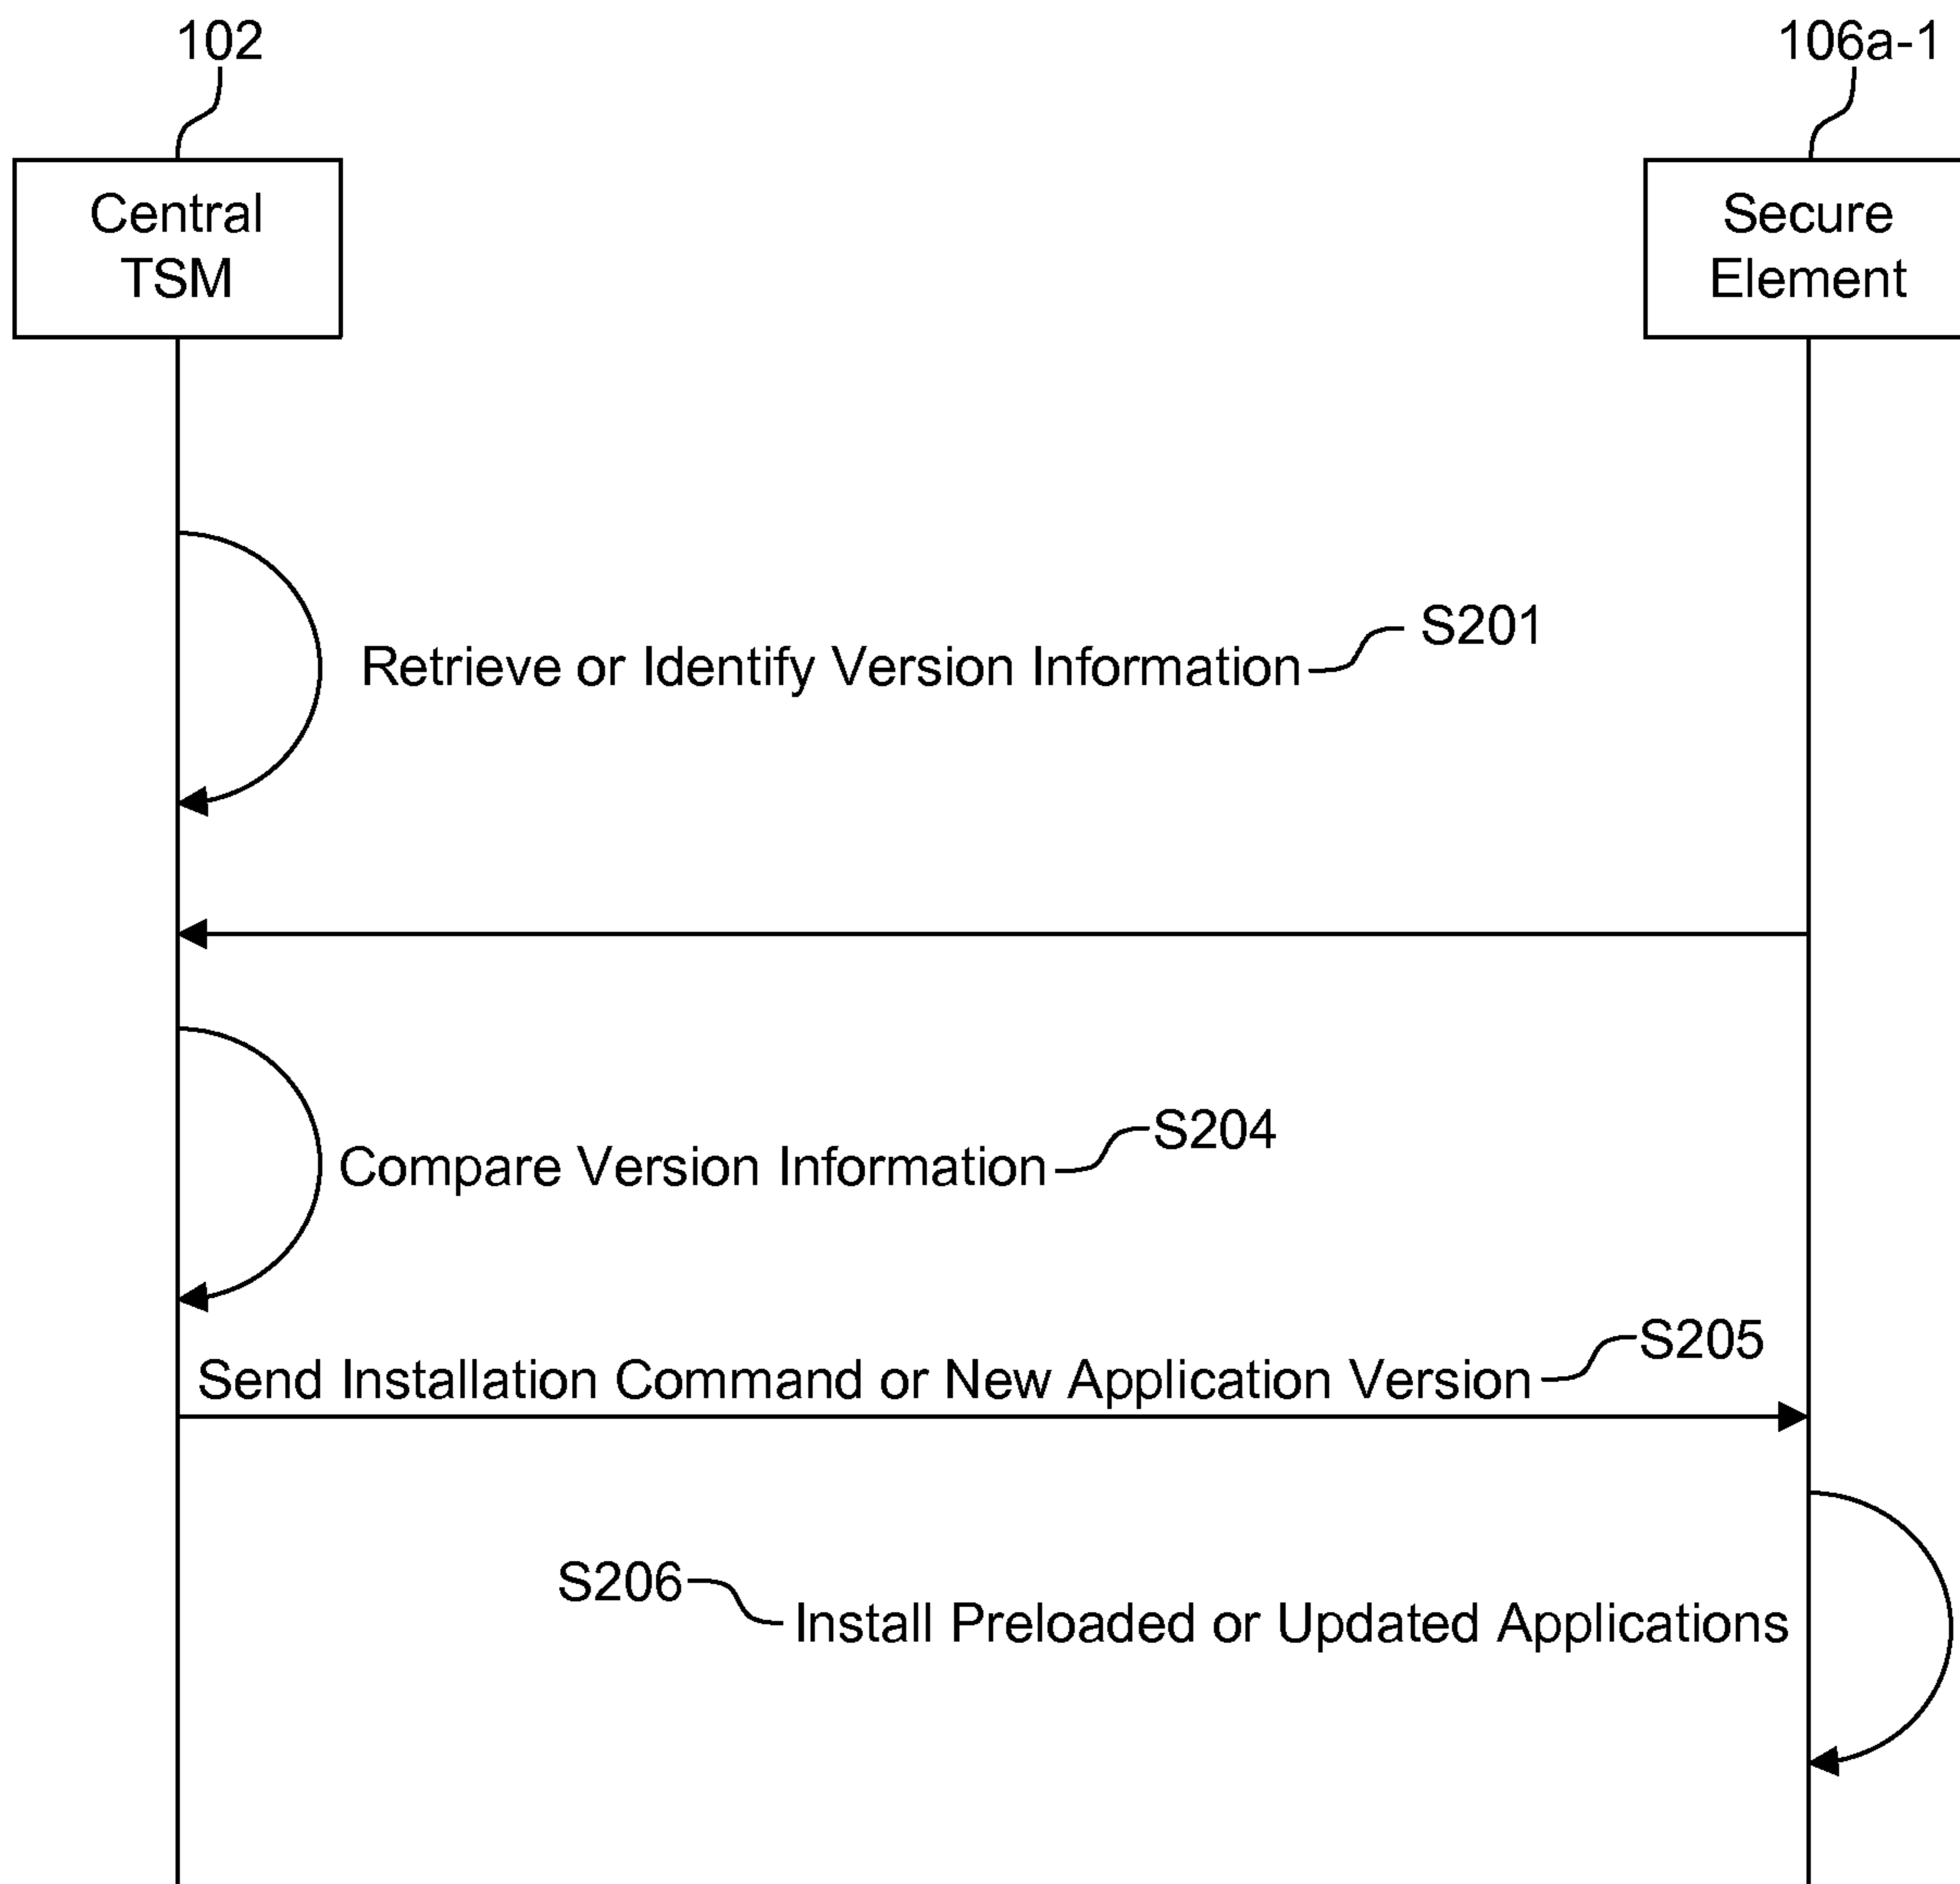 102
106a-1
Central
TSM
Secure
Element
S201
Retrieve or Identify Version Information
S204
Compare Version Information
S205
Send Installation Command or New Application Version
S206
Install Preloaded or Updated Applications